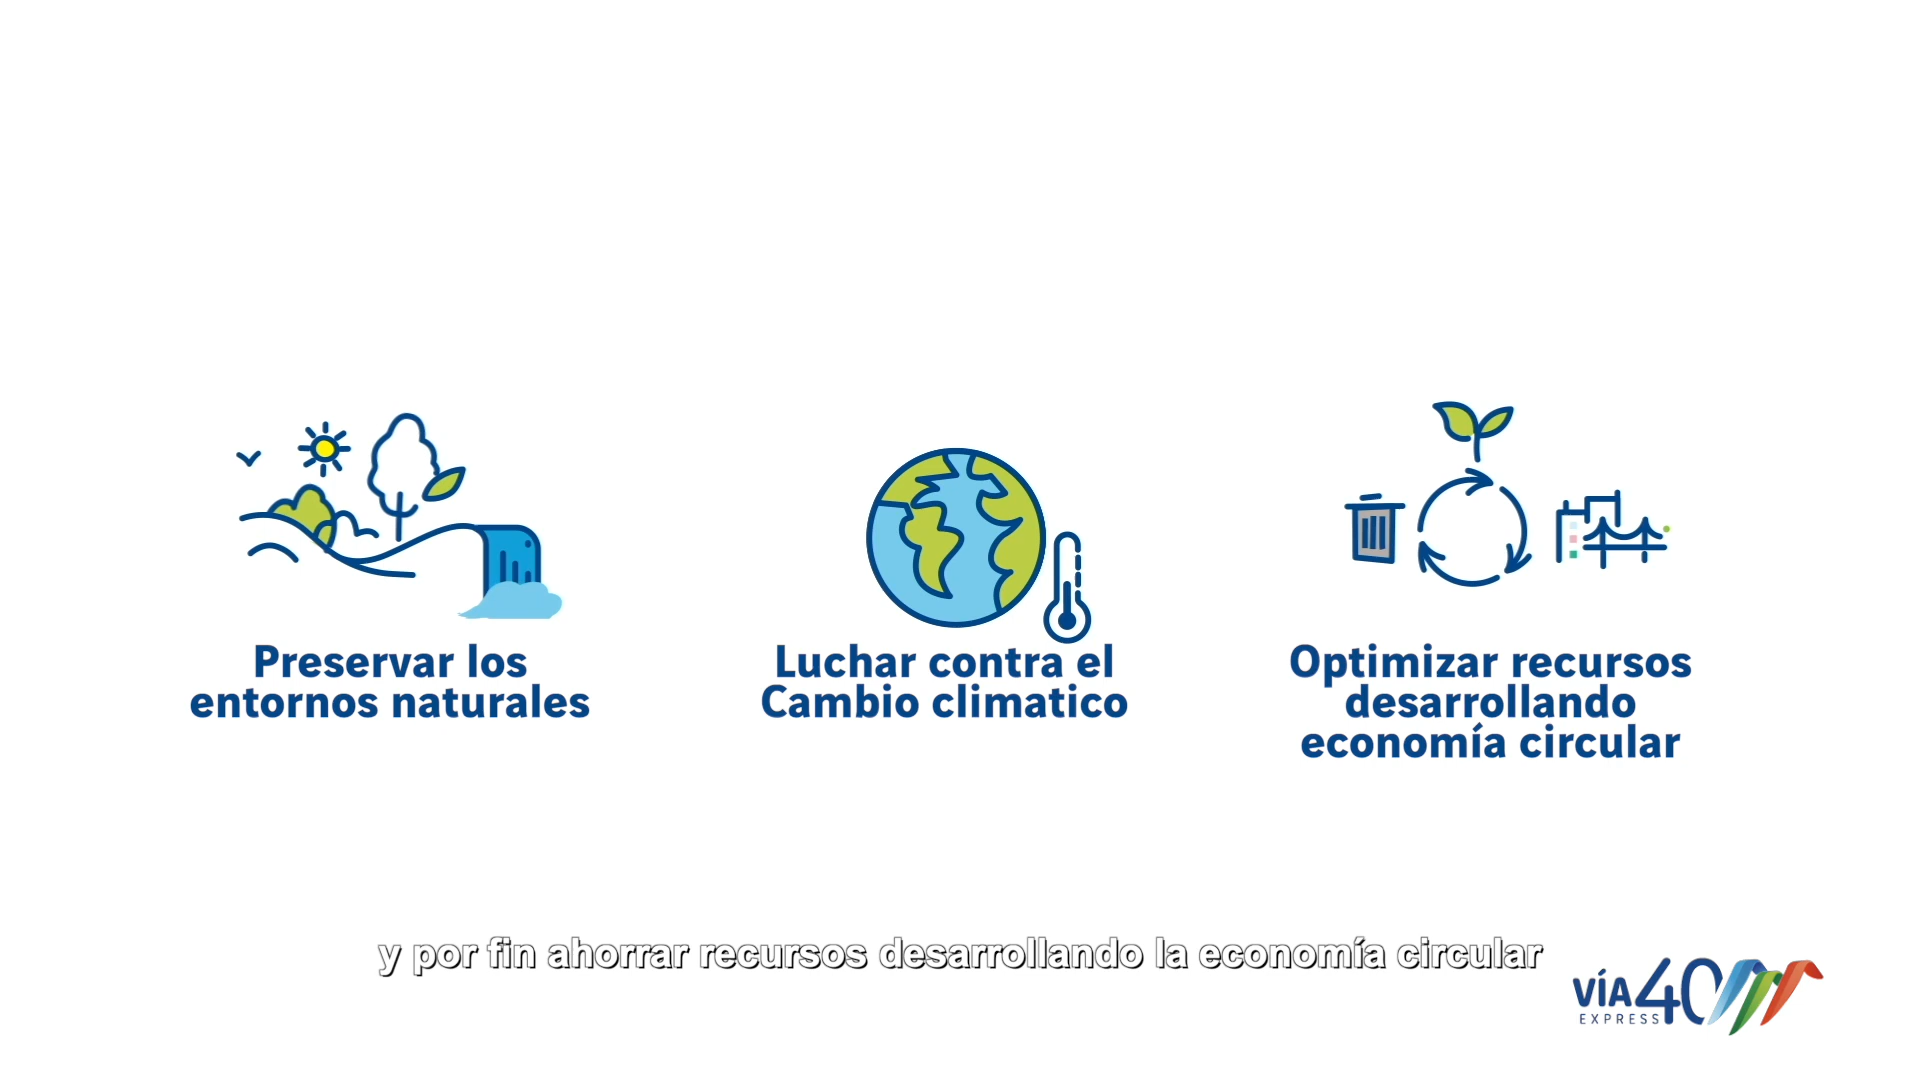 Preservar los
entornos naturales
Luchar contra el
Cambio climatico
Optimizar recursos
desarrollando
economía circular
y por fin ahorrar recursos desarrollando la economía circular
VÍA 40
EXPRESS